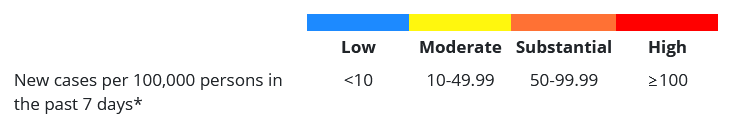 Low Moderate Substantial High
New cases per 100,000 persons in <10 10-49.99 50-99.99 ≥100
the past 7 days*